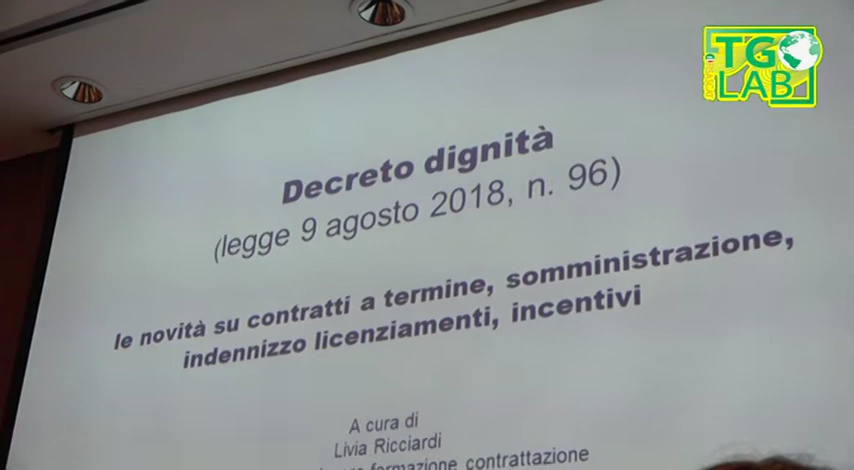 TG
LAB
Decreto dignità
(legge 9 agosto 2018, n. 96)
le novità su contratti a termine, somministrazione,
indennizzo licenziamenti, incentivi
A cura di
Livia Ricciardi
formazione contrattazione